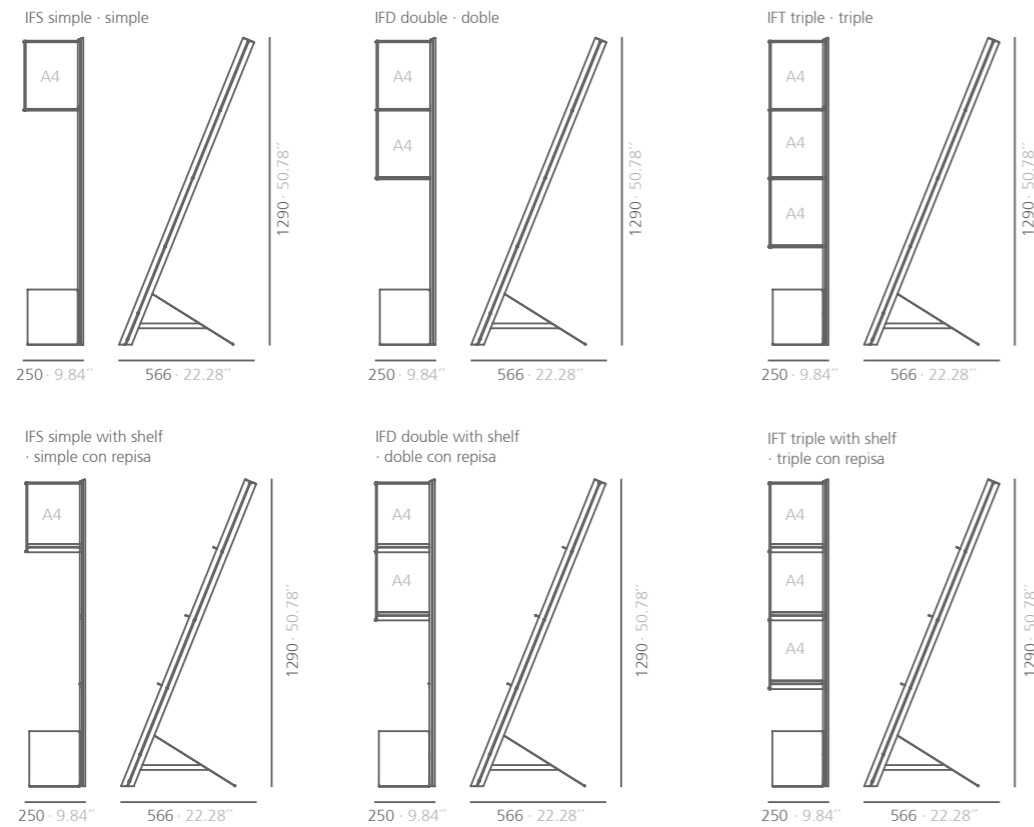 IFS simple · simple
A4
1290 · 50.78´´
250 · 9.84´´
566 · 22.28´´
IFD double · doble
A4
A4
1290 · 50.78´´
250 · 9.84´´
566 · 22.28´´
IFT triple · triple
A4
A4
A4
1290 · 50.78´´
250 · 9.84´´
566 · 22.28´´
IFS simple with shelf
· simple con repisa
A4
1290 · 50.78´´
250 · 9.84´´
566 · 22.28´´
IFD double with shelf
· doble con repisa
A4
A4
1290 · 50.78´´
250 · 9.84´´
566 · 22.28´´
IFT triple with shelf
· triple con repisa
A4
A4
A4
1290 · 50.78´´
250 · 9.84´´
566 · 22.28´´